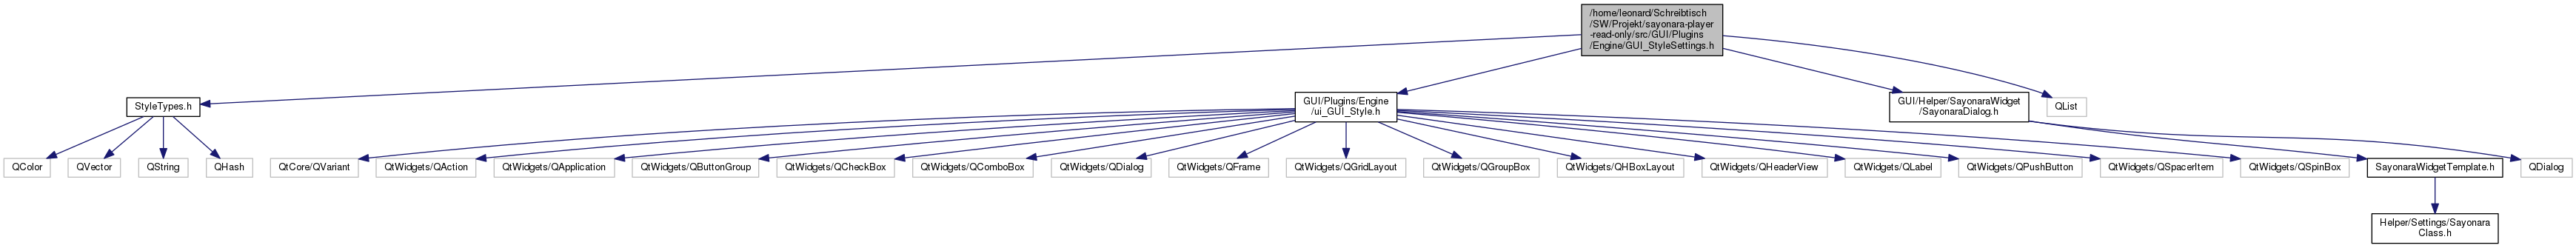 /home/leonard/Schreibtisch
/SW/Projekt/sayonara-player
-read-only/src/GUI/Plugins
/Engine/GUI_StyleSettings.h
StyleTypes.h
GUI/Plugins/Engine
/ui_GUI_Style.h
GUI/Helper/SayonaraWidget
/SayonaraDialog.h
QList
QColor
QVector
QString
QHash
QtCore/QVariant
QtWidgets/QAction
QtWidgets/QApplication
QtWidgets/QButtonGroup
QtWidgets/QCheckBox
QtWidgets/QComboBox
QtWidgets/QDialog
QtWidgets/QFrame
QtWidgets/QGridLayout
QtWidgets/QGroupBox
QtWidgets/QHBoxLayout
QtWidgets/QHeaderView
QtWidgets/QLabel
QtWidgets/QPushButton
QtWidgets/QSpacerItem
QtWidgets/QSpinBox
SayonaraWidgetTemplate.h
QDialog
Helper/Settings/Sayonara
Class.h